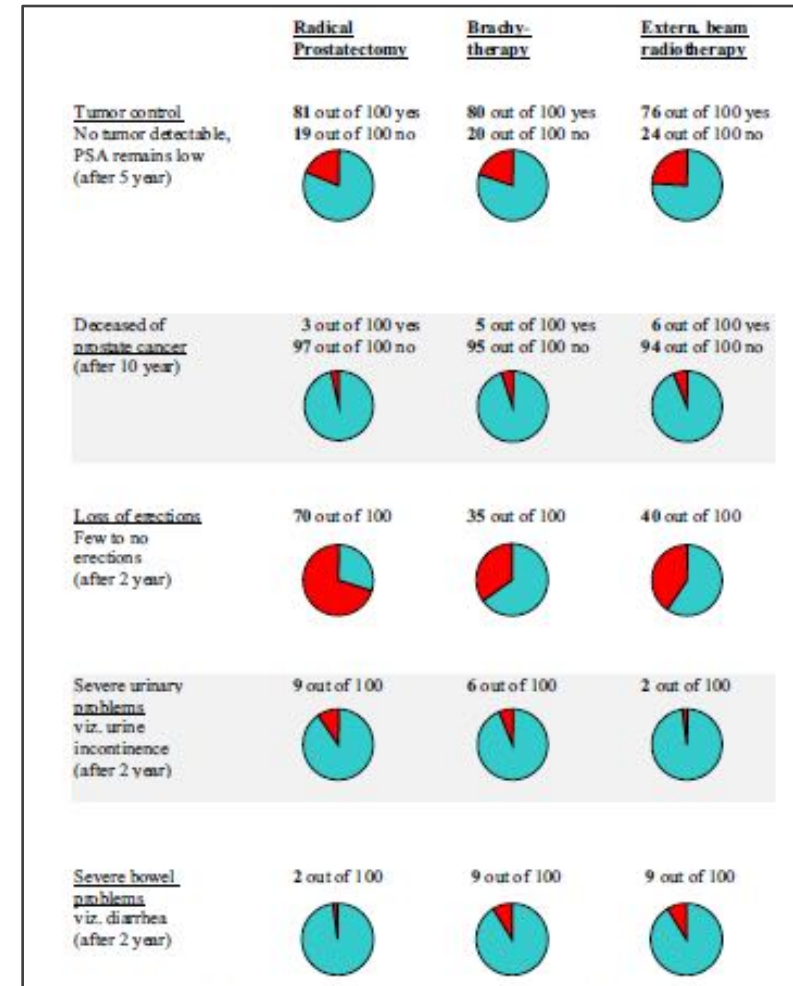 Radical Prostatectomy
Brachy-therapy
Extern. beam radiotherapy
Tumor control
No tumor detectable,
PSA remains low
(after 5 year)
81 out of 100 yes
19 out of 100 no
80 out of 100 yes
20 out of 100 no
76 out of 100 yes
24 out of 100 no
Deceased of
prostate cancer
(after 10 year)
3 out of 100 yes
97 out of 100 no
5 out of 100 yes
95 out of 100 no
6 out of 100 yes
94 out of 100 no
Loss of erections
Few to no
erections
(after 2 year)
70 out of 100
35 out of 100
40 out of 100
Severe urinary
problems
viz. urine
incontinence
(after 2 year)
9 out of 100
6 out of 100
2 out of 100
Severe bowel
problems
viz. diarrhea
(after 2 year)
2 out of 100
9 out of 100
9 out of 100